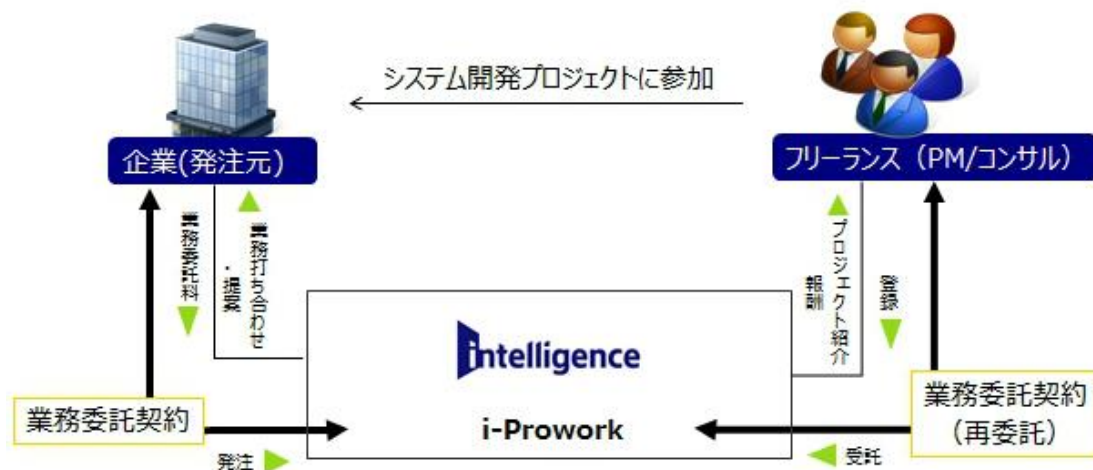 システム開発プロジェクトに参加
企業(発注元)
フリーランス（PM/コンサル）
業務委託料
業務打ち合わせ
・提案
プロジェクト紹介
報酬
登録
intelligence
i-Prowork
業務委託契約
業務委託契約
（再委託）
発注
受託